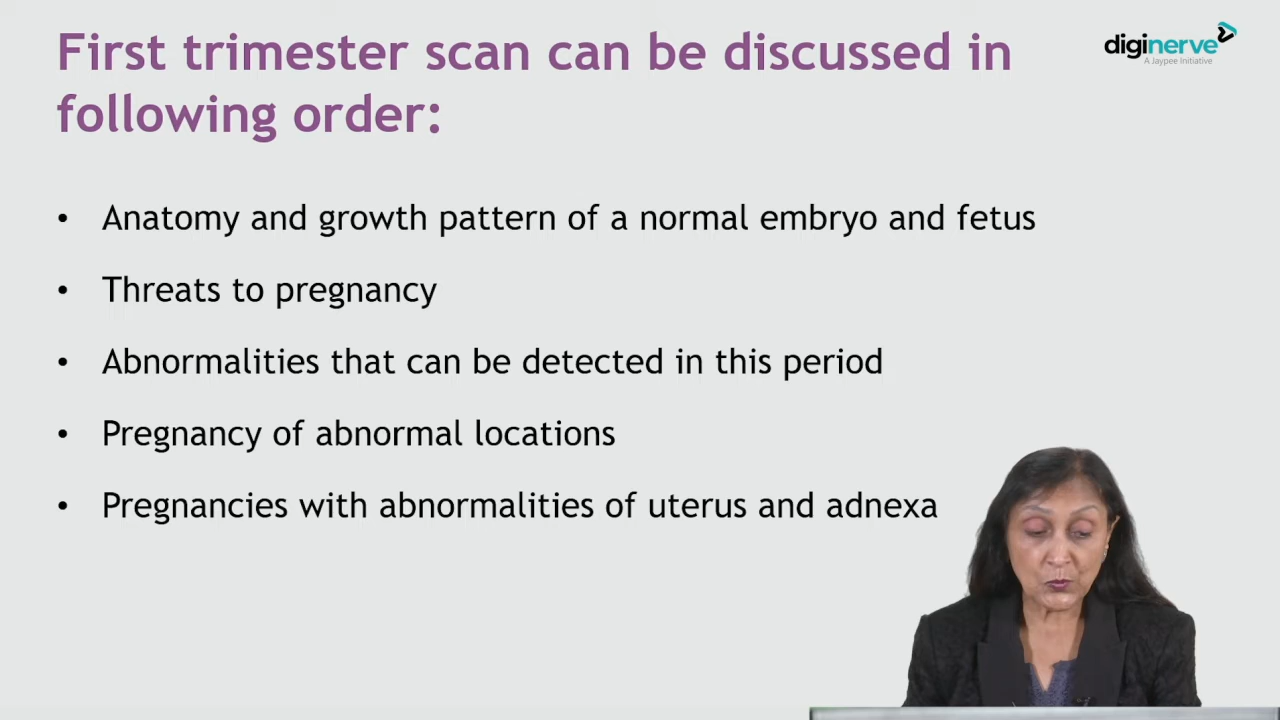 First trimester scan can be discussed in
following order:
diginerve
A Jaypee Initiative
• Anatomy and growth pattern of a normal embryo and fetus
• Threats to pregnancy
• Abnormalities that can be detected in this period
• Pregnancy of abnormal locations
• Pregnancies with abnormalities of uterus and adnexa